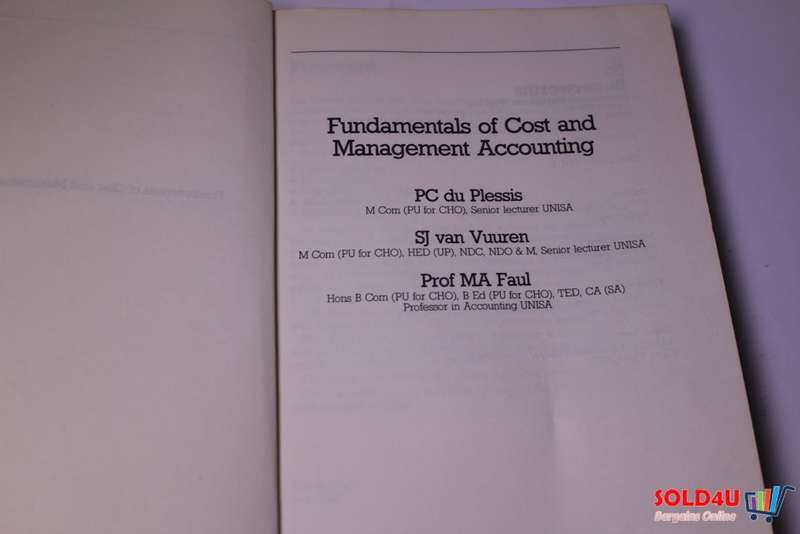 Fundamentals of Cost and
Management Accounting
PC du Plessis
M Com (PU for CHO), Senior lecturer UNISA
SJ van Vuuren
M Com (PU for CHO), HED (UP), NDC, NDO & M, Senior lecturer UNISA
Prof MA Faul
Hons B Com (PU for CHO), B Ed (PU for CHO), TED, CA (SA)
Professor in Accounting UNISA
SOLD4U
Bargains Online